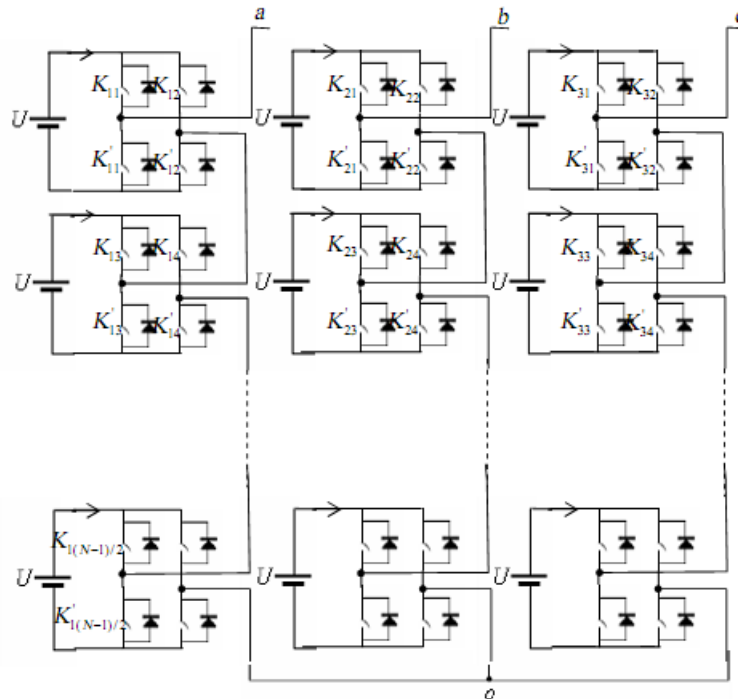 a b c
K₁₁ K₁₂ K₂₁ K₂₂ K₃₁ K₃₂
U U U
K'₁₁ K'₁₂ K'₂₁ K'₂₂ K'₃₁ K'₃₂
K₁₃ K₁₄ K₂₃ K₂₄ K₃₃ K₃₄
U U U
K'₁₃ K'₁₄ K'₂₃ K'₂₄ K'₃₃ K'₃₄
K₁₍N₋₁₎/₂
U U U
K'₁₍N₋₁₎/₂
o